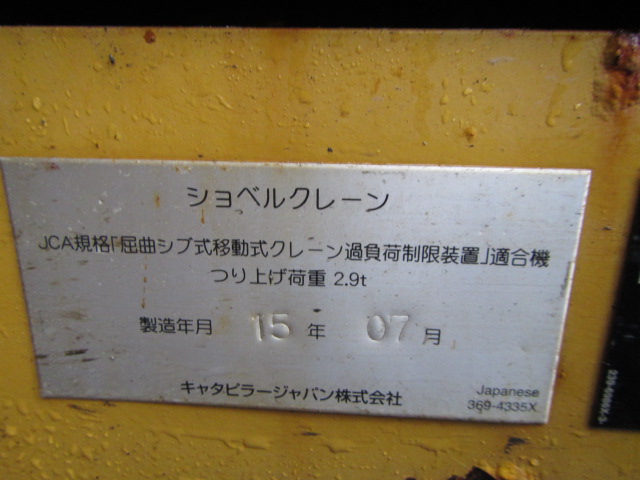 ショベルクレーン
JCA規格「屈曲ジブ式移動式クレーン過負荷制限装置」適合機
つり上げ荷重 2.9t
製造年月 15 年 07 月
キャタピラージャパン株式会社
Japanese
369-4335X